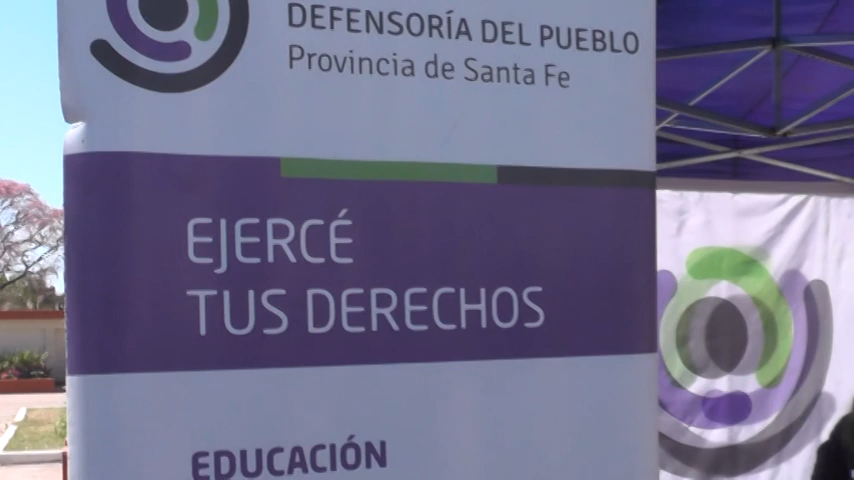 DEFENSORÍA DEL PUEBLO
Provincia de Santa Fe
EJERCÉ
TUS DERECHOS
EDUCACIÓN